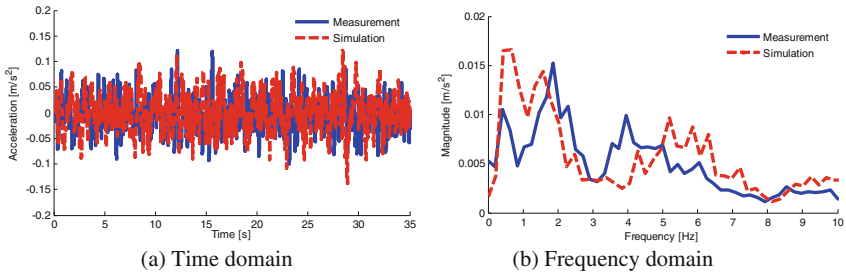 0.2
0.15
0.1
0.05
0
-0.05
-0.1
-0.15
-0.2
Acceleration [m/s²]
0 5 10 15 20 25 30 35
Time [s]
Measurement
Simulation
(a) Time domain
0.02
0.015
0.01
0.005
0
Magnitude [m/s²]
0 1 2 3 4 5 6 7 8 9 10
Frequency [Hz]
Measurement
Simulation
(b) Frequency domain